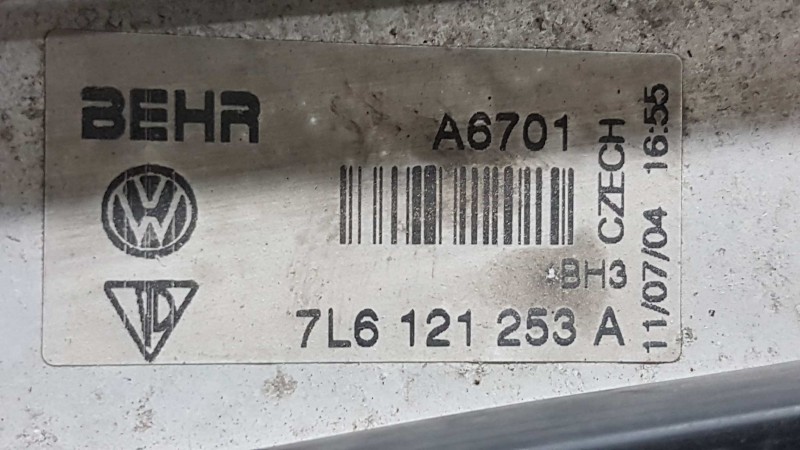 BEHR
A6701
BH3
7L6 121 253 A
CZECH
11/07/04 16:55